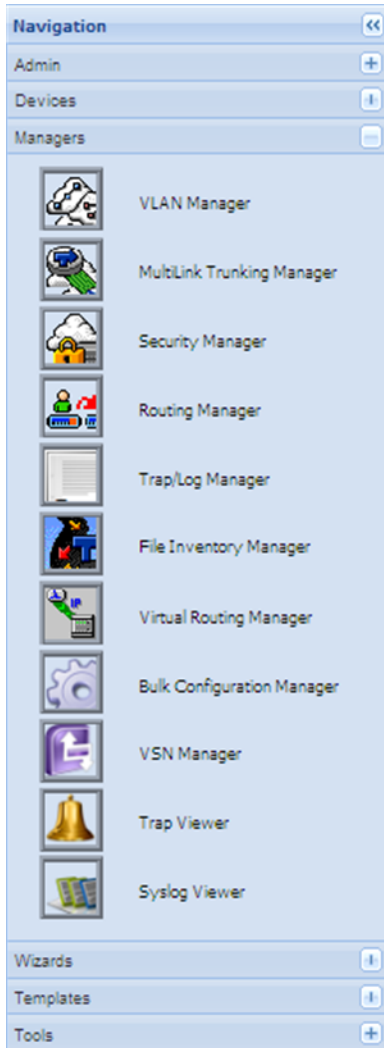 Navigation
Admin
Devices
Managers
VLAN Manager
MultiLink Trunking Manager
Security Manager
Routing Manager
Trap/Log Manager
File Inventory Manager
IP
Virtual Routing Manager
Bulk Configuration Manager
VSN Manager
Trap Viewer
Syslog Viewer
Wizards
Templates
Tools